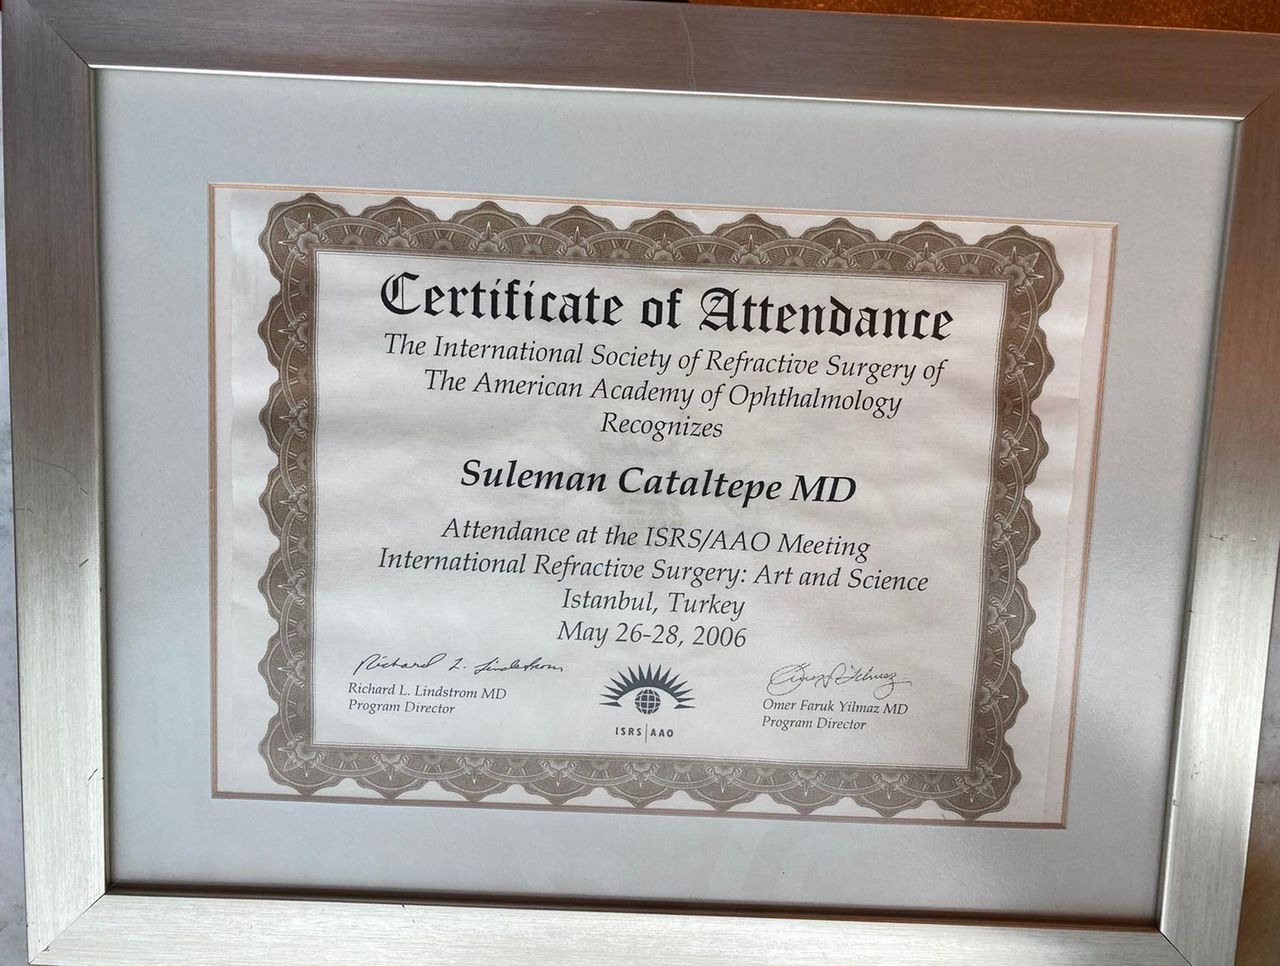 Certificate of Attendance
The International Society of Refractive Surgery of
The American Academy of Ophthalmology
Recognizes
Suleman Cataltepe MD
Attendance at the ISRS/AAO Meeting
International Refractive Surgery: Art and Science
Istanbul, Turkey
May 26-28, 2006
Richard L. Lindstrom
Richard L. Lindstrom MD
Program Director
ISRS|AAO
Omer Faruk Yilmaz MD
Program Director